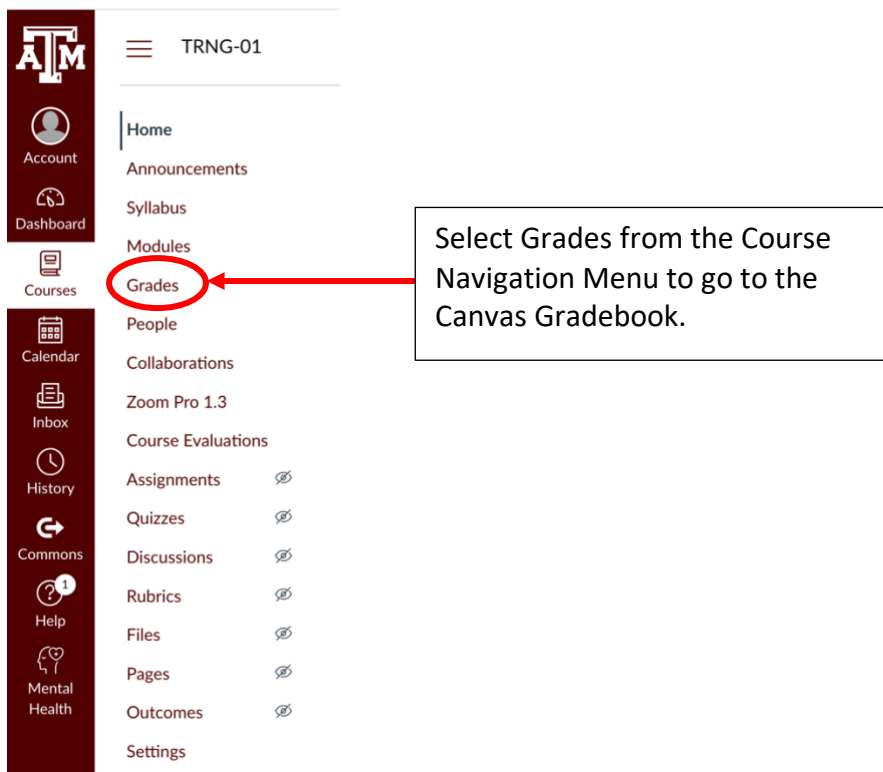 ATM
TRNG-01
Account
Dashboard
Courses
Calendar
Inbox
History
Commons
1
Help
Mental
Health
Home
Announcements
Syllabus
Modules
Grades
People
Collaborations
Zoom Pro 1.3
Course Evaluations
Assignments
Quizzes
Discussions
Rubrics
Files
Pages
Outcomes
Settings
Select Grades from the Course
Navigation Menu to go to the
Canvas Gradebook.